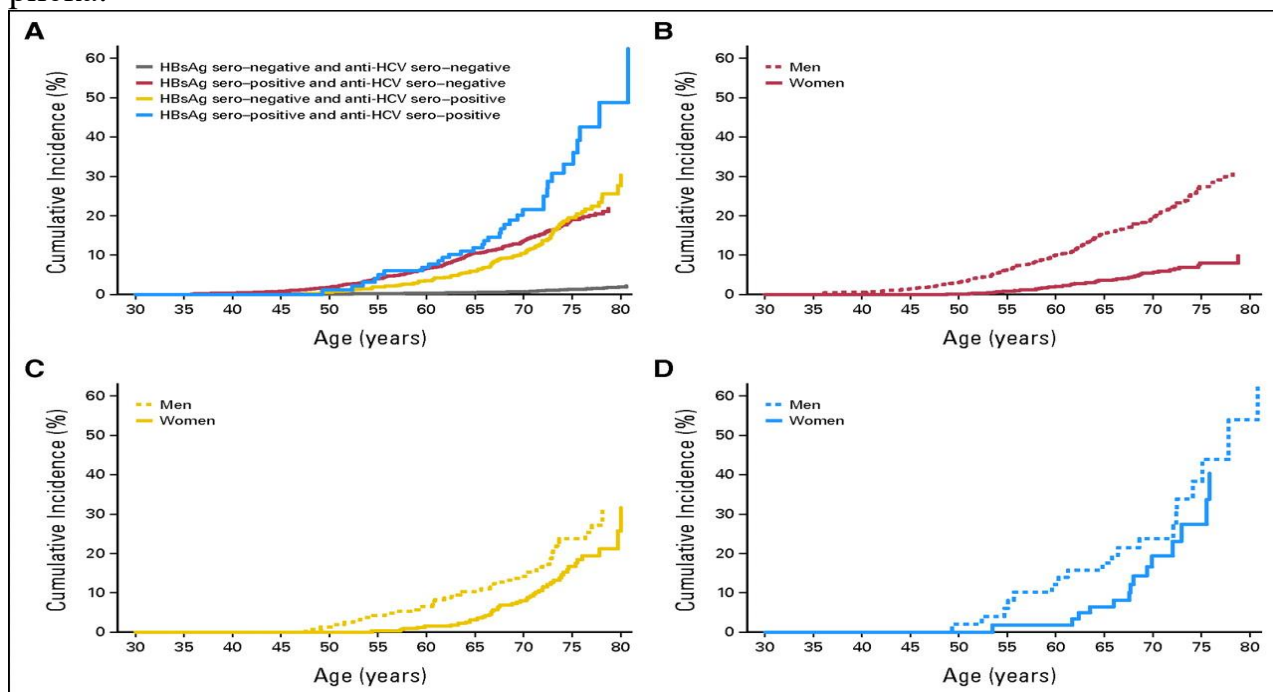 A
HBsAg sero–negative and anti-HCV sero–negative
HBsAg sero–positive and anti-HCV sero–negative
HBsAg sero–negative and anti-HCV sero–positive
HBsAg sero–positive and anti-HCV sero–positive
Cumulative Incidence (%)
60
50
40
30
20
10
0
30 35 40 45 50 55 60 65 70 75 80
Age (years)
B
Men
Women
Cumulative Incidence (%)
60
50
40
30
20
10
0
30 35 40 45 50 55 60 65 70 75 80
Age (years)
C
Men
Women
Cumulative Incidence (%)
60
50
40
30
20
10
0
30 35 40 45 50 55 60 65 70 75 80
Age (years)
D
Men
Women
Cumulative Incidence (%)
60
50
40
30
20
10
0
30 35 40 45 50 55 60 65 70 75 80
Age (years)